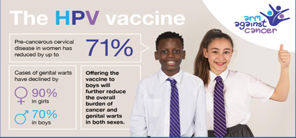 The HPV vaccine
arm
against
cancer
Pre-cancerous cervical
disease in women has
reduced by up to
71%
Cases of genital warts
have declined by
90%
in girls
70%
in boys
Offering the
vaccine to
boys will
further reduce
the overall
burden of
cancer and
genital warts
in both sexes.